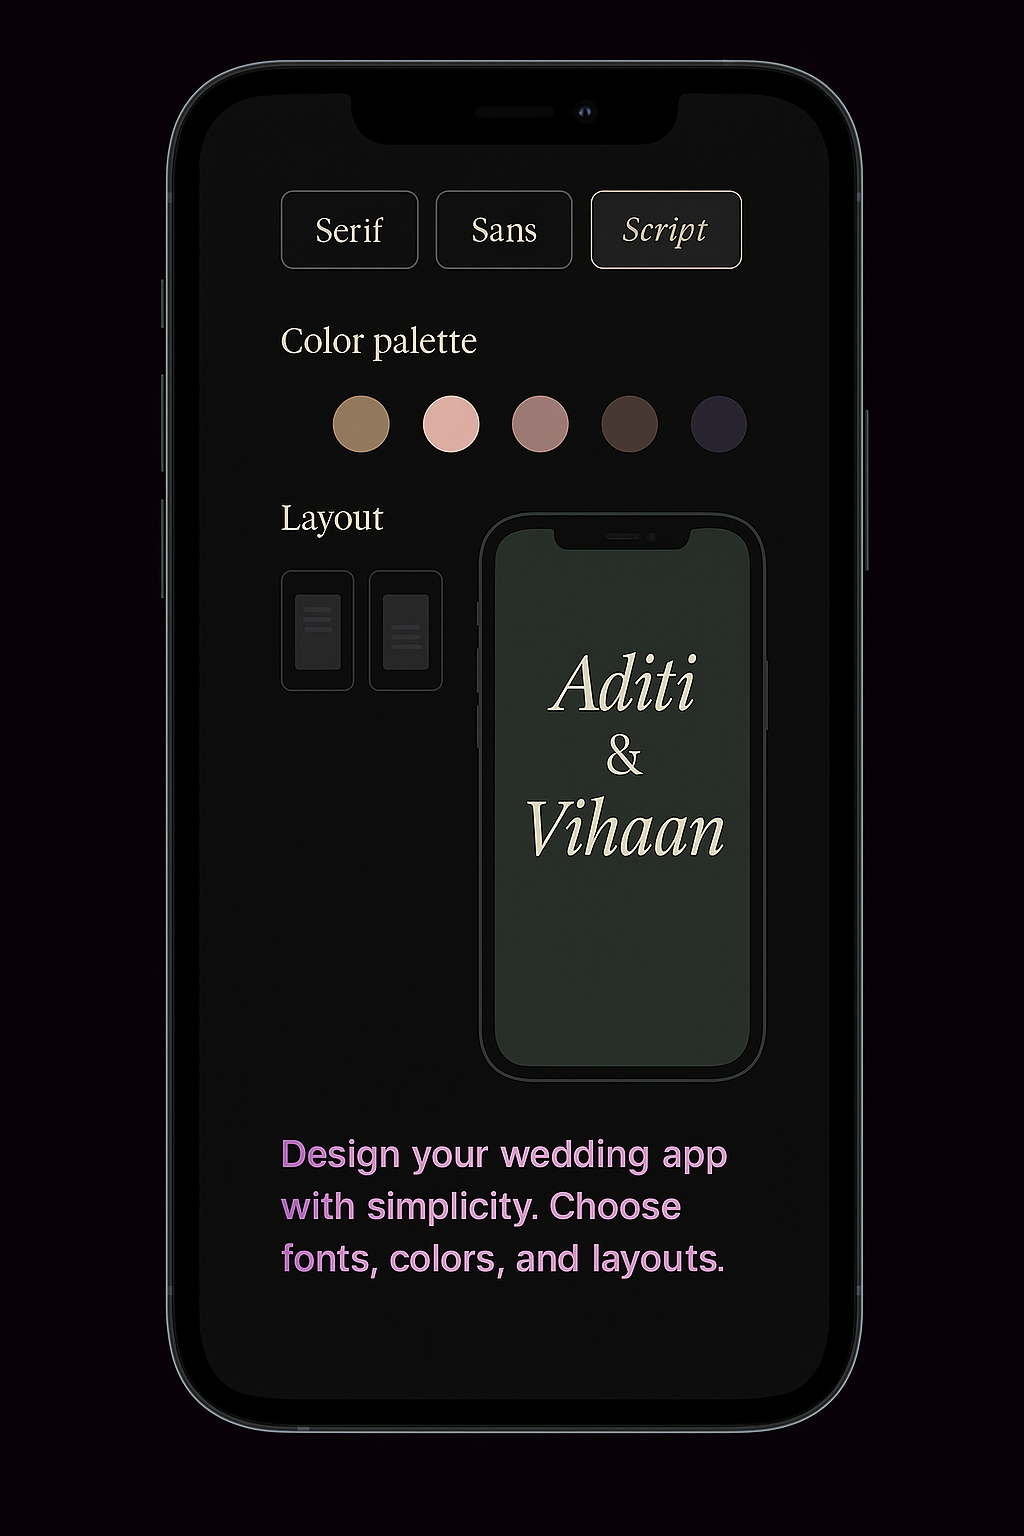 Serif Sans Script
Color palette
Layout
Aditi
&
Vihaan
Design your wedding app
with simplicity. Choose
fonts, colors, and layouts.